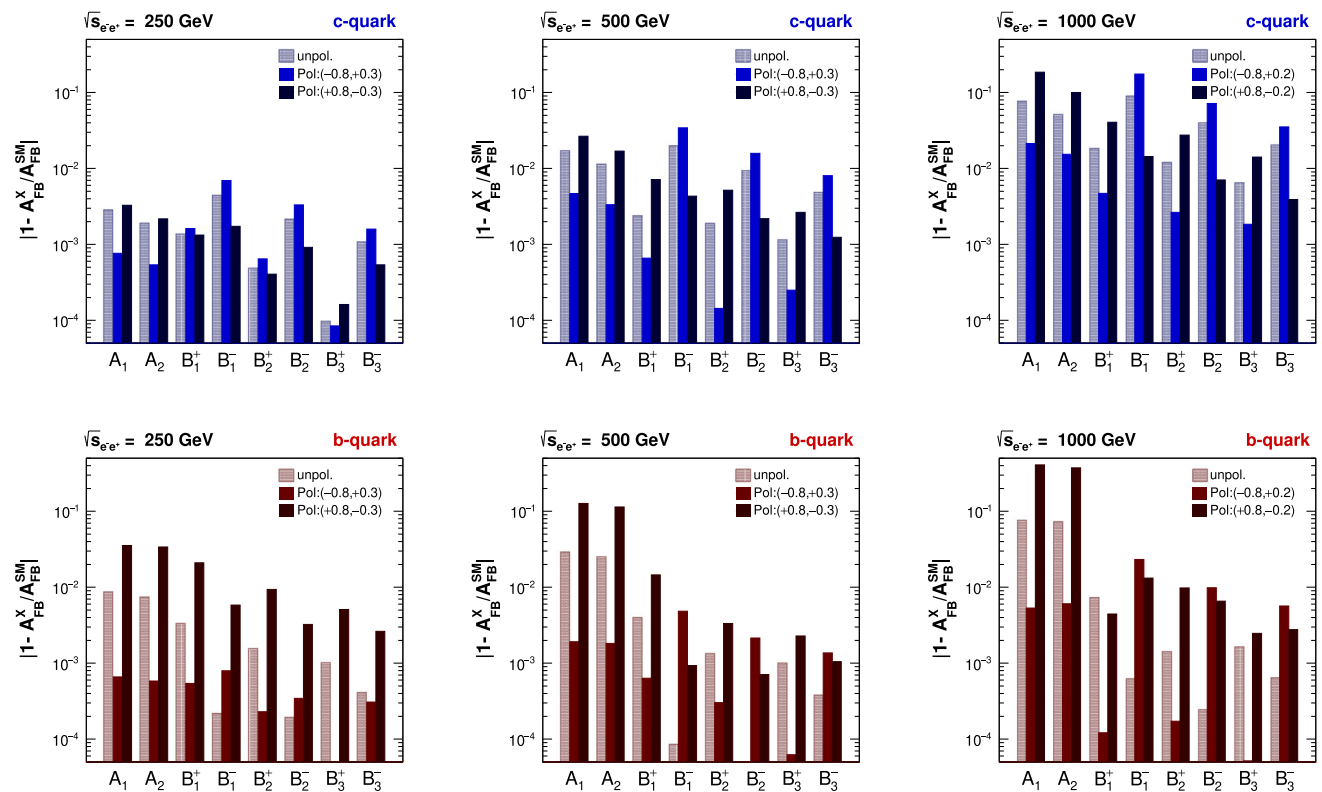 √s e⁻e⁺ = 250 GeV c-quark
unpol.
Pol:(−0.8,+0.3)
Pol:(+0.8,−0.3)
|1- A_FB^X/A_FB^SM|
10⁻¹
10⁻²
10⁻³
10⁻⁴
A₁ A₂ B₁⁺ B₁⁻ B₂⁺ B₂⁻ B₃⁺ B₃⁻
√s e⁻e⁺ = 500 GeV c-quark
unpol.
Pol:(−0.8,+0.3)
Pol:(+0.8,−0.3)
|1- A_FB^X/A_FB^SM|
10⁻¹
10⁻²
10⁻³
10⁻⁴
A₁ A₂ B₁⁺ B₁⁻ B₂⁺ B₂⁻ B₃⁺ B₃⁻
√s e⁻e⁺ = 1000 GeV c-quark
unpol.
Pol:(−0.8,+0.2)
Pol:(+0.8,−0.2)
|1- A_FB^X/A_FB^SM|
10⁻¹
10⁻²
10⁻³
10⁻⁴
A₁ A₂ B₁⁺ B₁⁻ B₂⁺ B₂⁻ B₃⁺ B₃⁻
√s e⁻e⁺ = 250 GeV b-quark
unpol.
Pol:(−0.8,+0.3)
Pol:(+0.8,−0.3)
|1- A_FB^X/A_FB^SM|
10⁻¹
10⁻²
10⁻³
10⁻⁴
A₁ A₂ B₁⁺ B₁⁻ B₂⁺ B₂⁻ B₃⁺ B₃⁻
√s e⁻e⁺ = 500 GeV b-quark
unpol.
Pol:(−0.8,+0.3)
Pol:(+0.8,−0.3)
|1- A_FB^X/A_FB^SM|
10⁻¹
10⁻²
10⁻³
10⁻⁴
A₁ A₂ B₁⁺ B₁⁻ B₂⁺ B₂⁻ B₃⁺ B₃⁻
√s e⁻e⁺ = 1000 GeV b-quark
unpol.
Pol:(−0.8,+0.2)
Pol:(+0.8,−0.2)
|1- A_FB^X/A_FB^SM|
10⁻¹
10⁻²
10⁻³
10⁻⁴
A₁ A₂ B₁⁺ B₁⁻ B₂⁺ B₂⁻ B₃⁺ B₃⁻